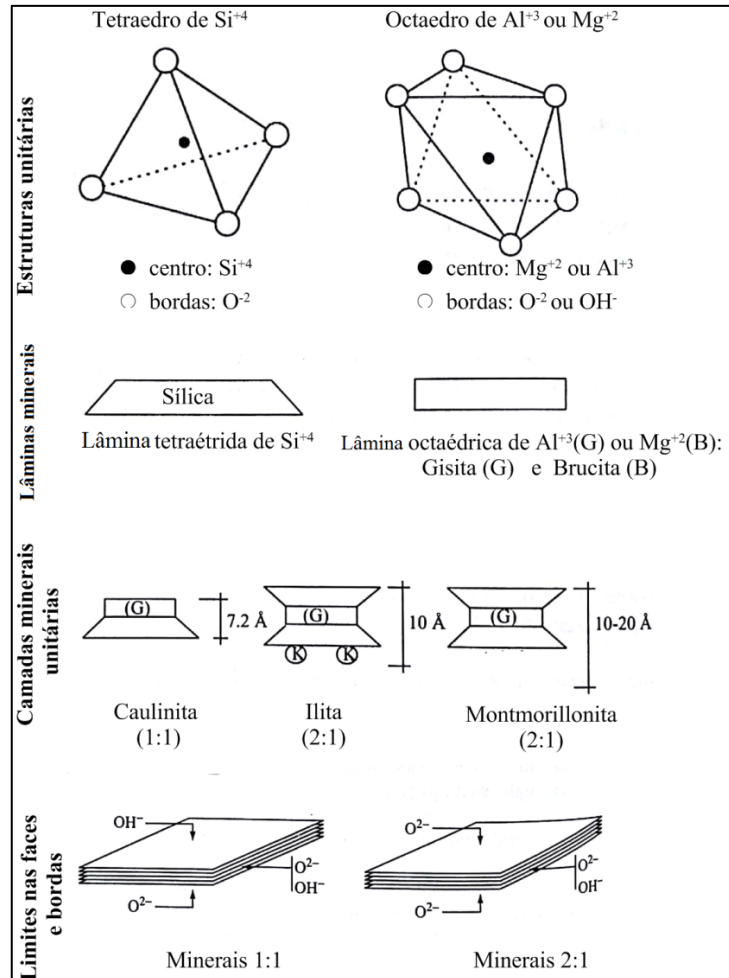 Estruturas unitárias
Tetraedro de Si+4
Octaedro de Al+3 ou Mg+2
centro: Si+4
bordas: O-2
centro: Mg+2 ou Al+3
bordas: O-2 ou OH-
Lâminas minerais
Sílica
Lâmina tetraétrida de Si+4
Lâmina octaédrica de Al+3(G) ou Mg+2(B):
Gisita (G) e Brucita (B)
Camadas minerais
unitárias
(G)
7.2 Å
(G)
K
K
10 Å
(G)
10-20 Å
Caulinita
(1:1)
Ilita
(2:1)
Montmorillonita
(2:1)
Limites nas faces
e bordas
OH−
O2−
OH−
O2−
Minerais 1:1
O2−
O2−
OH−
O2−
Minerais 2:1